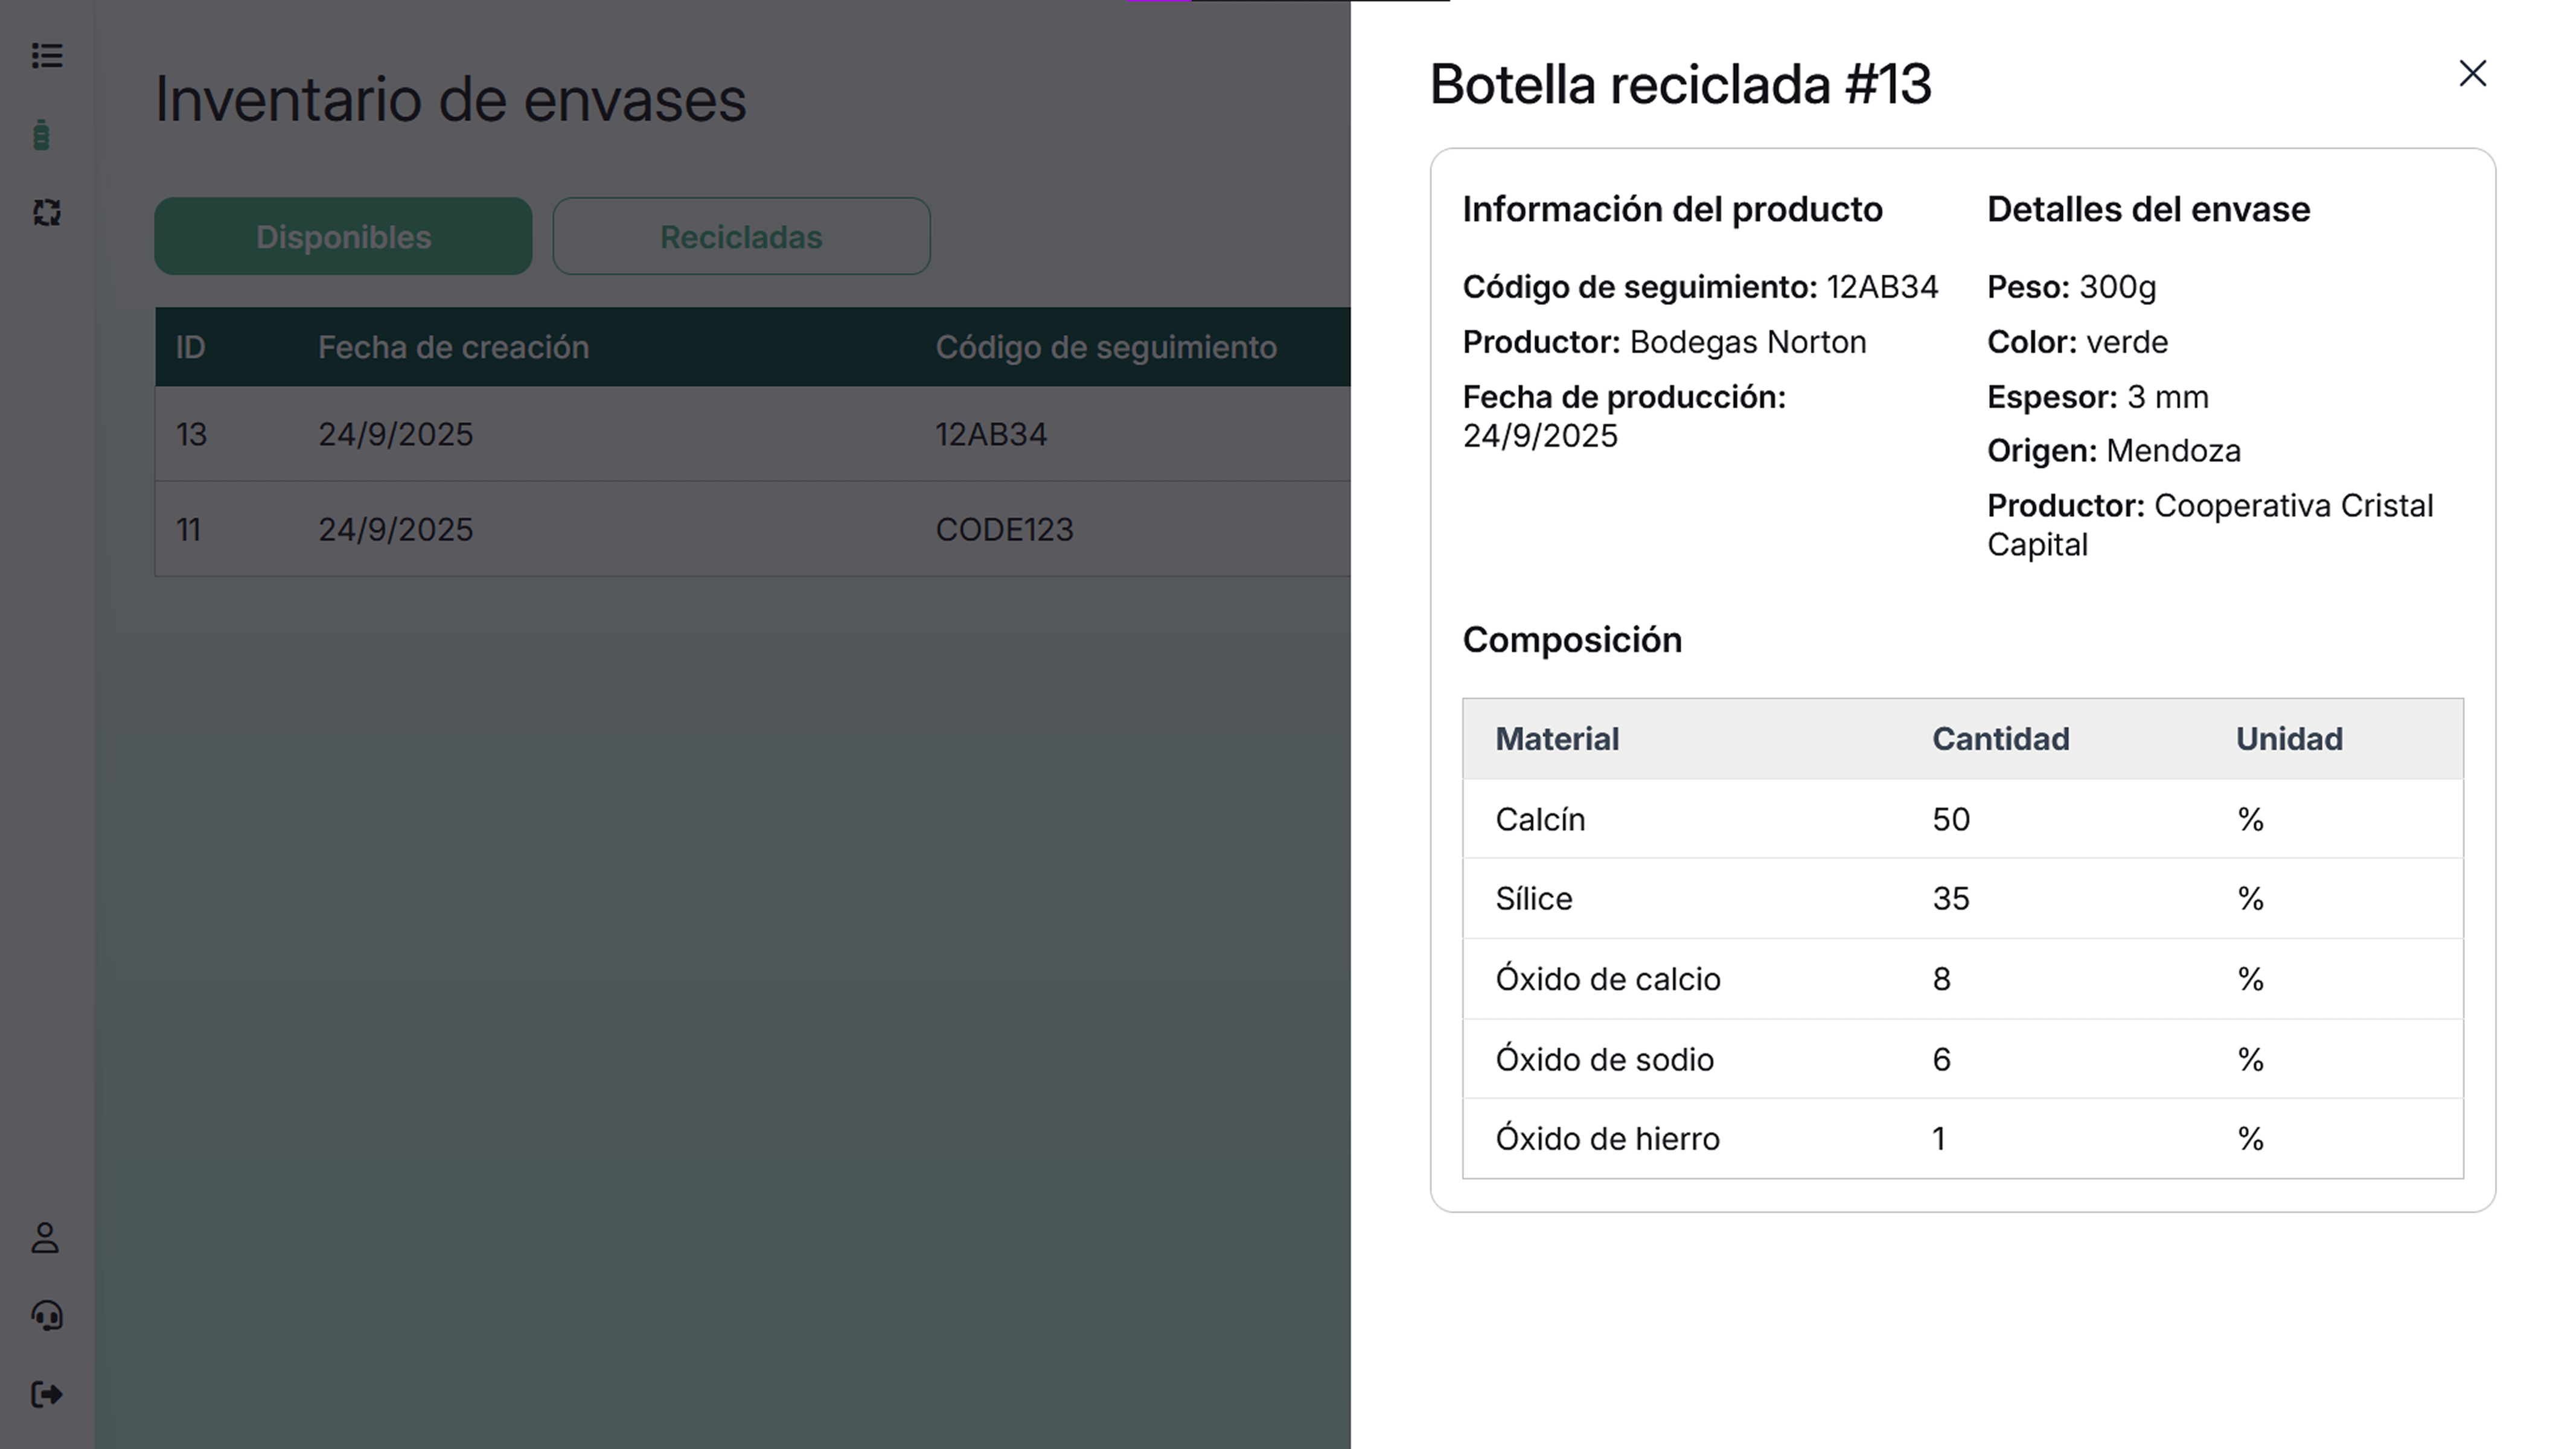 Inventario de envases
Disponibles
Recicladas
ID Fecha de creación Código de seguimiento
13 24/9/2025 12AB34
11 24/9/2025 CODE123
Botella reciclada #13
Información del producto
Código de seguimiento: 12AB34
Productor: Bodegas Norton
Fecha de producción:
24/9/2025
Detalles del envase
Peso: 300g
Color: verde
Espesor: 3 mm
Origen: Mendoza
Productor: Cooperativa Cristal
Capital
Composición
Material Cantidad Unidad
Calcín 50 %
Sílice 35 %
Óxido de calcio 8 %
Óxido de sodio 6 %
Óxido de hierro 1 %